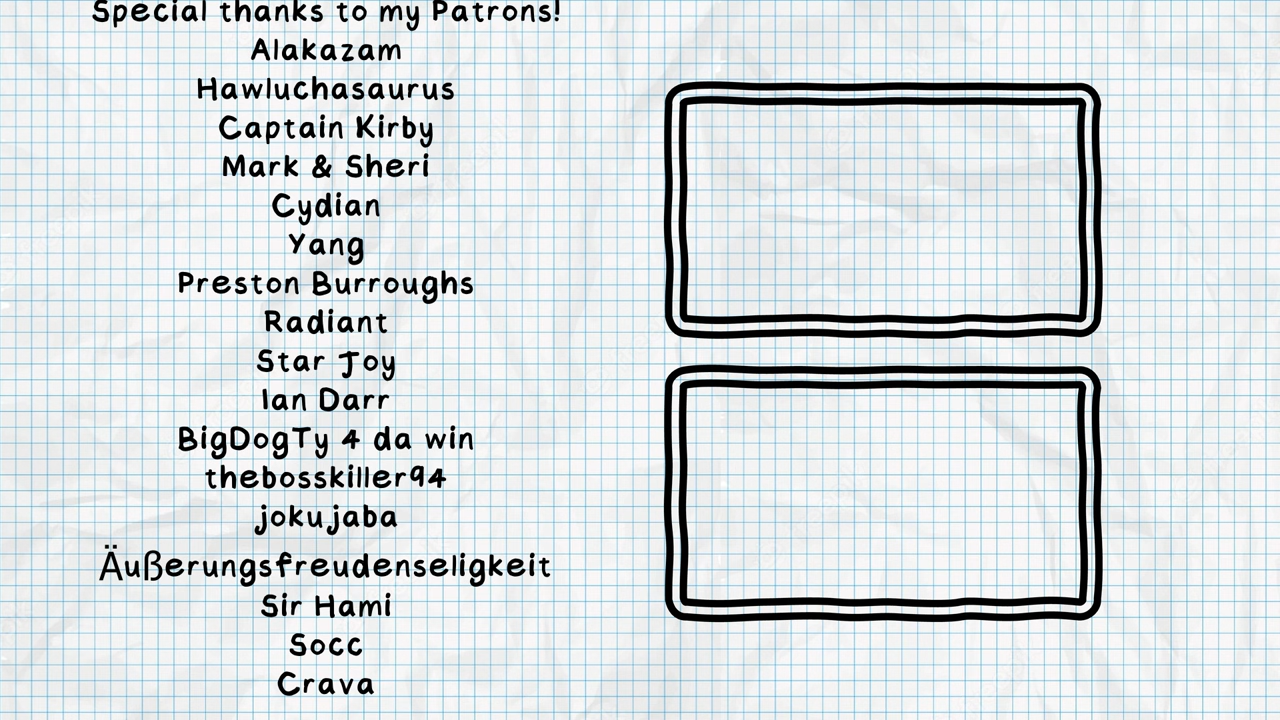 Special thanks to my Patrons!
Alakazam
Hawluchasaurus
Captain Kirby
Mark & Sheri
Cydian
Yang
Preston Burroughs
Radiant
Star Joy
Ian Darr
BigDogTy 4 da win
thebosskiller94
jokujaba
Äußerungsfreudenseligkeit
Sir Hami
Socc
Crava